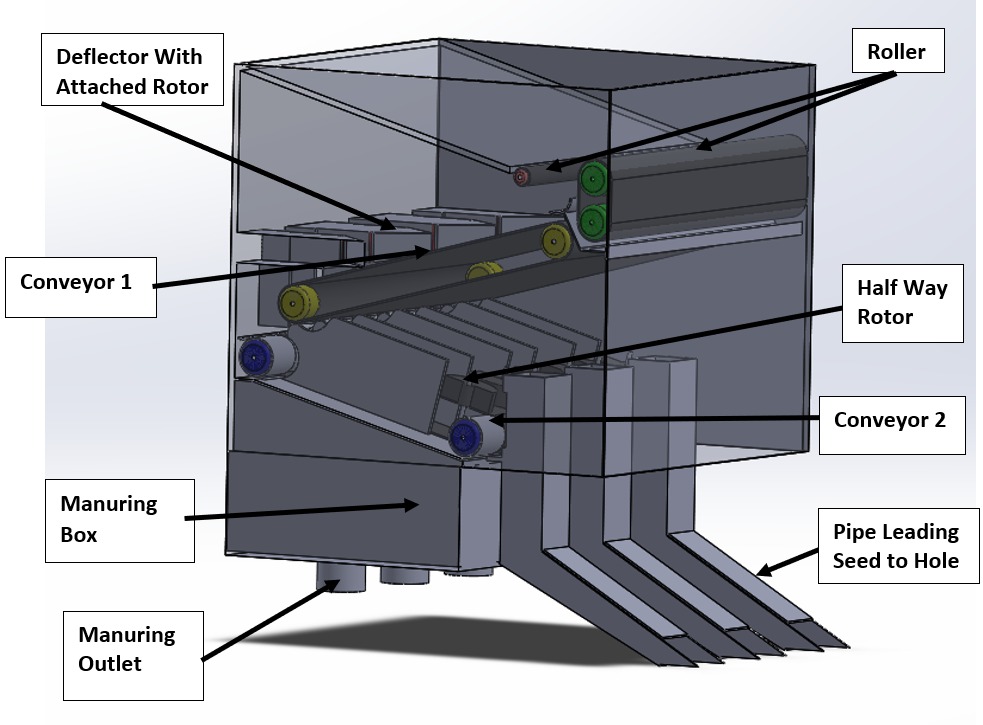 Deflector With
Attached Rotor
Roller
Conveyor 1
Half Way
Rotor
Conveyor 2
Manuring
Box
Pipe Leading
Seed to Hole
Manuring
Outlet